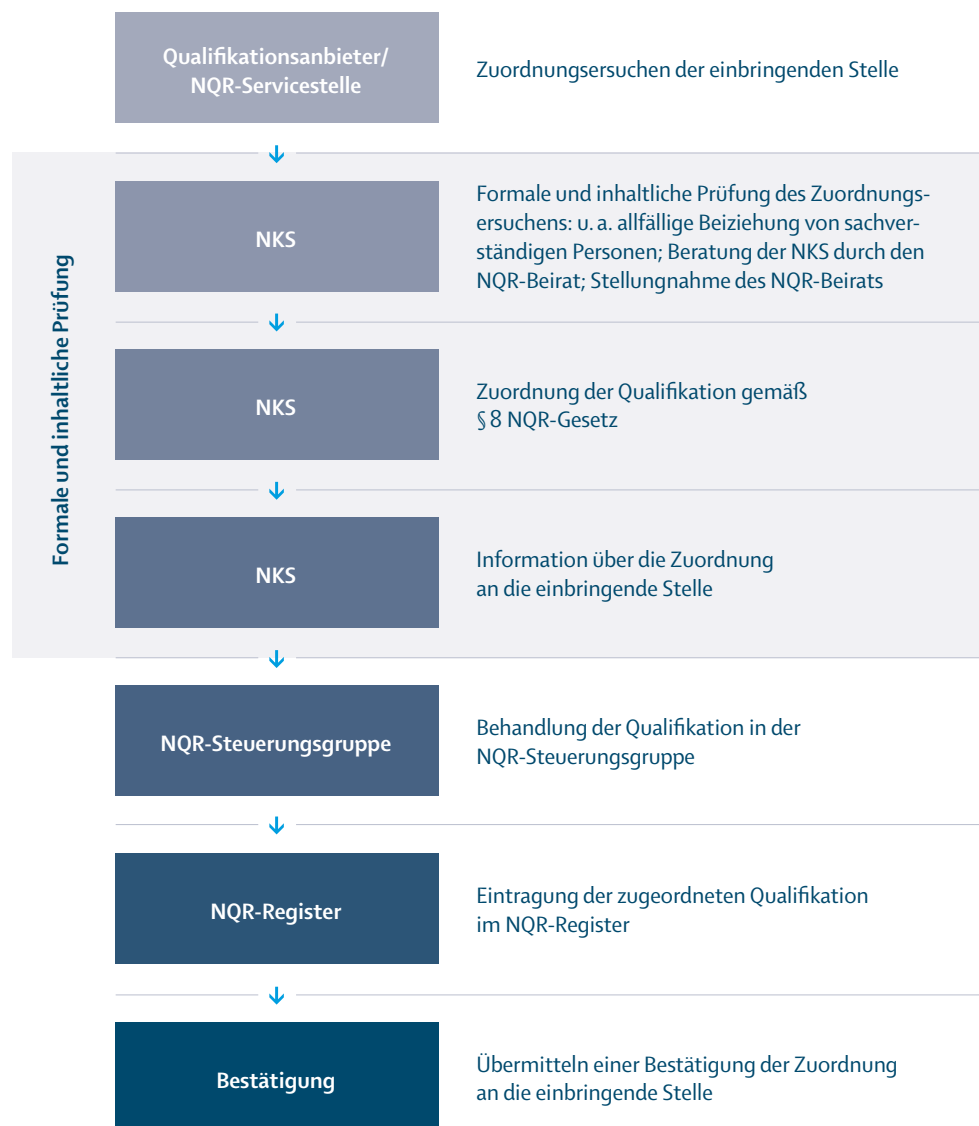 Qualifikationsanbieter/
NQR-Servicestelle
Zuordnungsersuchen der einbringenden Stelle
Formale und inhaltliche Prüfung
NKS
Formale und inhaltliche Prüfung des Zuordnungs-
ersuchens: u. a. allfällige Beiziehung von sachver-
ständigen Personen; Beratung der NKS durch den
NQR-Beirat; Stellungnahme des NQR-Beirats
NKS
Zuordnung der Qualifikation gemäß
§ 8 NQR-Gesetz
NKS
Information über die Zuordnung
an die einbringende Stelle
NQR-Steuerungsgruppe
Behandlung der Qualifikation in der
NQR-Steuerungsgruppe
NQR-Register
Eintragung der zugeordneten Qualifikation
im NQR-Register
Bestätigung
Übermitteln einer Bestätigung der Zuordnung
an die einbringende Stelle